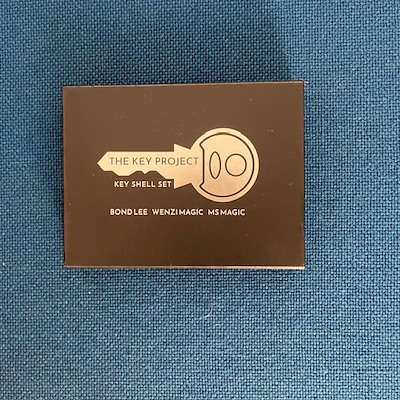 THE KEY PROJECT
KEY SHELL SET
BOND LEE WENZI MAGIC MS MAGIC